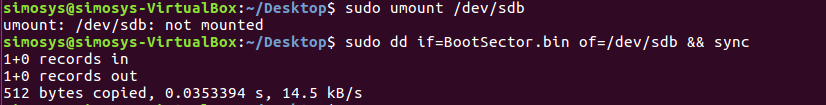 simosys@simosys-VirtualBox:~/Desktop$ sudo umount /dev/sdb
umount: /dev/sdb: not mounted
simosys@simosys-VirtualBox:~/Desktop$ sudo dd if=BootSector.bin of=/dev/sdb && sync
1+0 records in
1+0 records out
512 bytes copied, 0.0353394 s, 14.5 kB/s